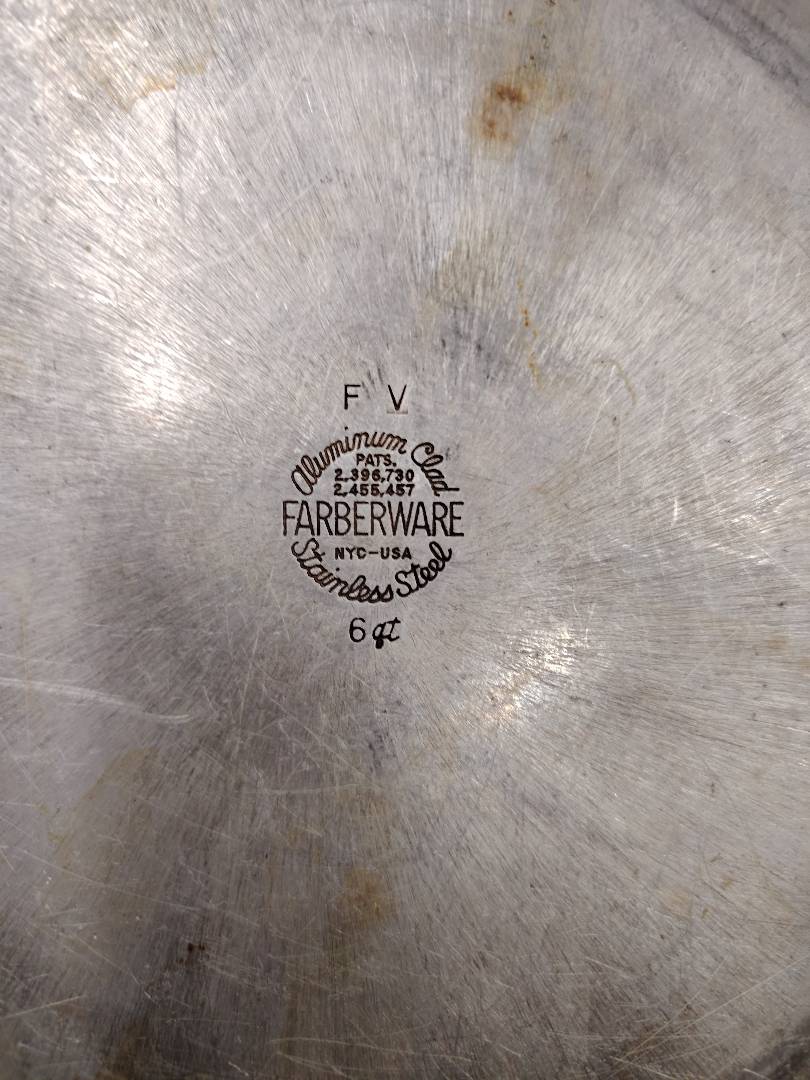 F V
Aluminum Clad
PATS.
2,396,730
2,455,457
FARBERWARE
NYC-USA
Stainless Steel
6 qt